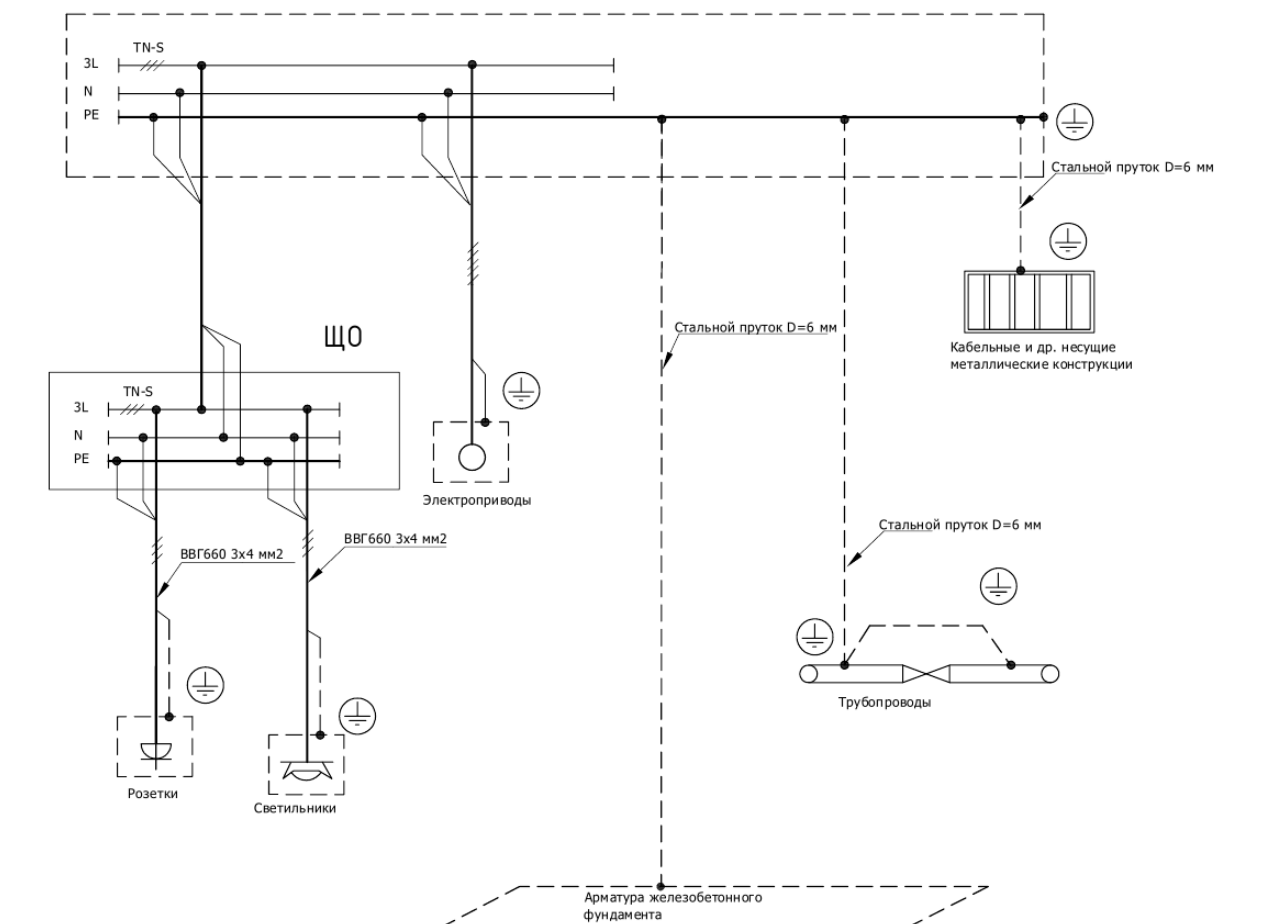 TN-S
3L
N
PE
Стальной пруток D=6 мм
Стальной пруток D=6 мм
ЩО
Кабельные и др. несущие
металлические конструкции
TN-S
3L
N
PE
Электроприводы
Стальной пруток D=6 мм
ВВГ660 3х4 мм2
ВВГ660 3х4 мм2
Трубопроводы
Розетки
Светильники
Арматура железобетонного
фундамента